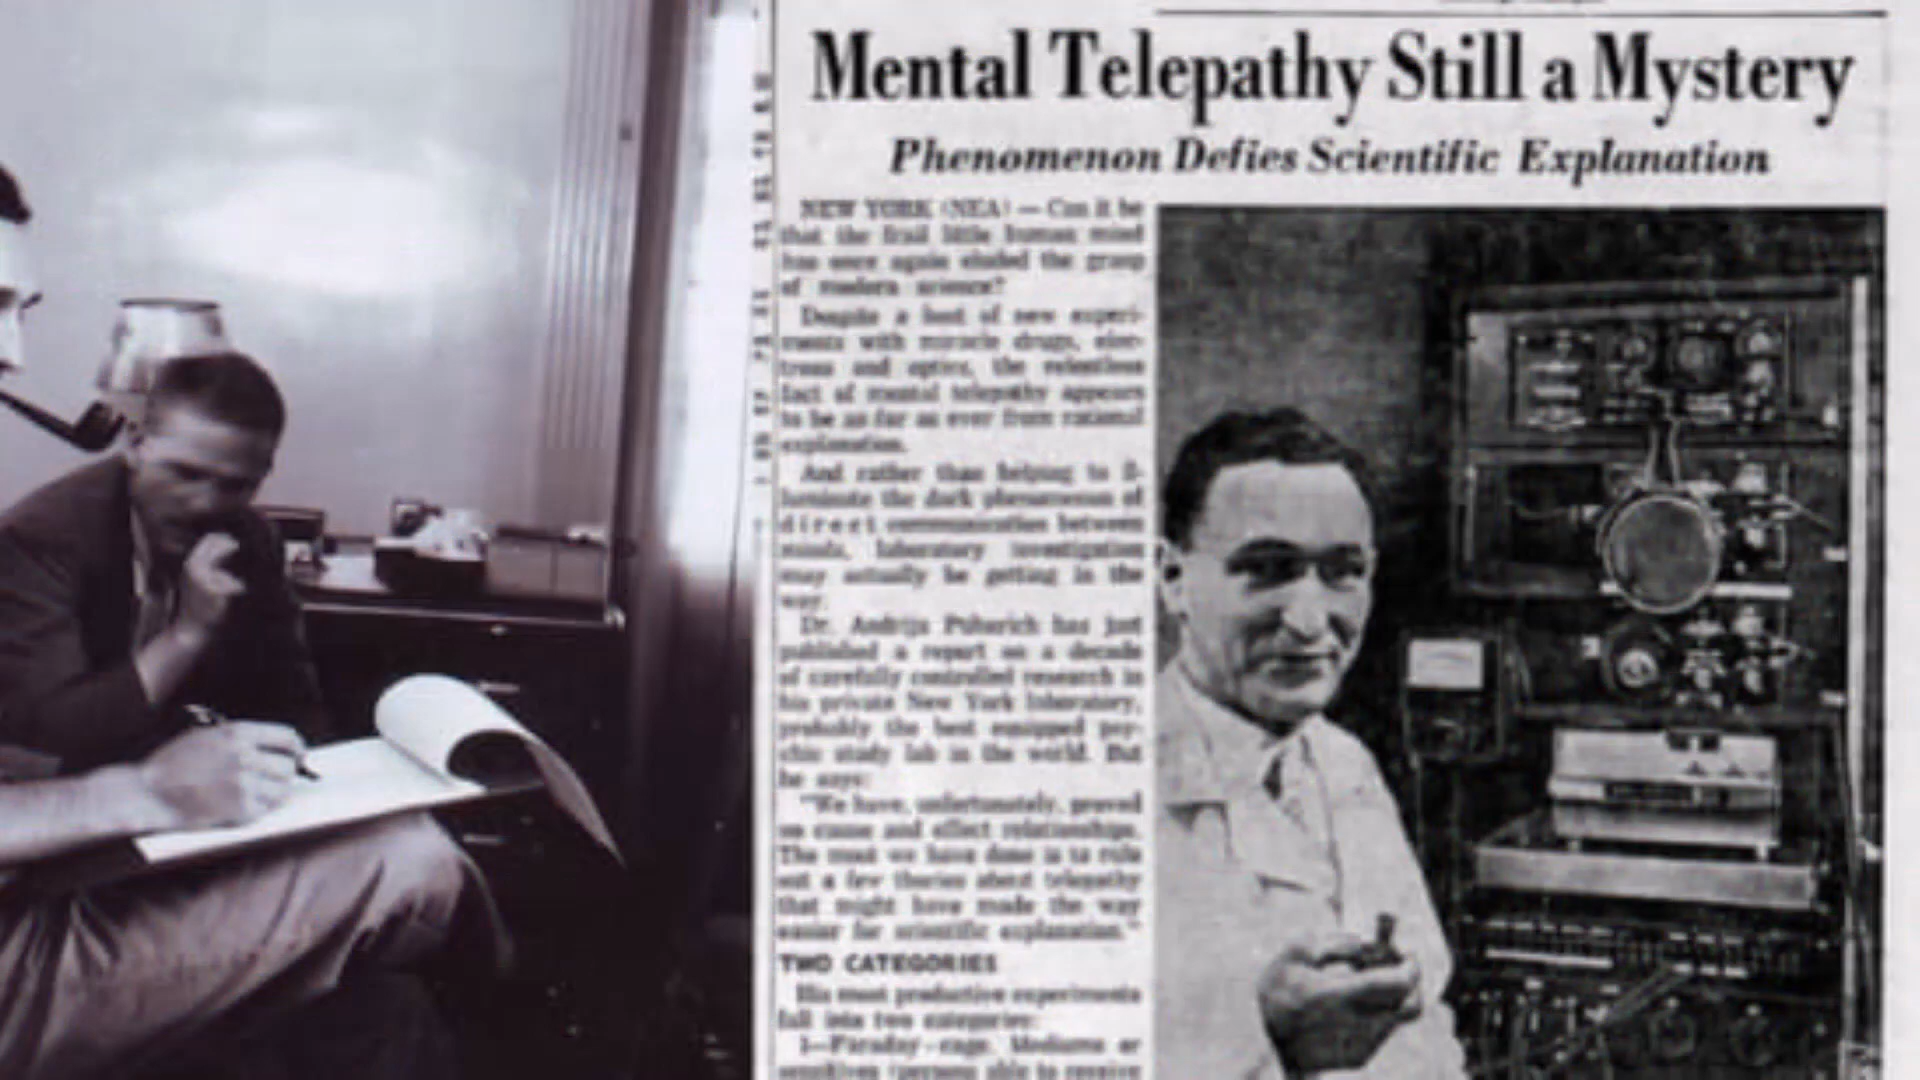 Mental Telepathy Still a Mystery
Phenomenon Defies Scientific Explanation
NEW YORK (NEA) — Can it be
that the frail little human mind
has once again eluded the grasp
of modern science?
Despite a host of new experi-
ments with miracle drugs, elec-
trons and optics, the relentless
fact of mental telepathy appears
to be as far as ever from rational
explanation.
And rather than helping to il-
luminate the dark phenomenon of
direct communication between
minds, laboratory investigation
may actually be getting in the
way.
Dr. Andrija Puharich has just
published a report on a decade
of carefully controlled research in
his private New York laboratory,
probably the best equipped psy-
chic study lab in the world. But
he says:
"We have, unfortunately, proved
no cause and effect relationships.
The most we have done is to rule
out a few theories about telepathy
that might have made the way
easier for scientific explanation."
TWO CATEGORIES
His most productive experiments
fall into two categories:
1—Faraday-cage. Mediums or
sensitives (persons able to receive